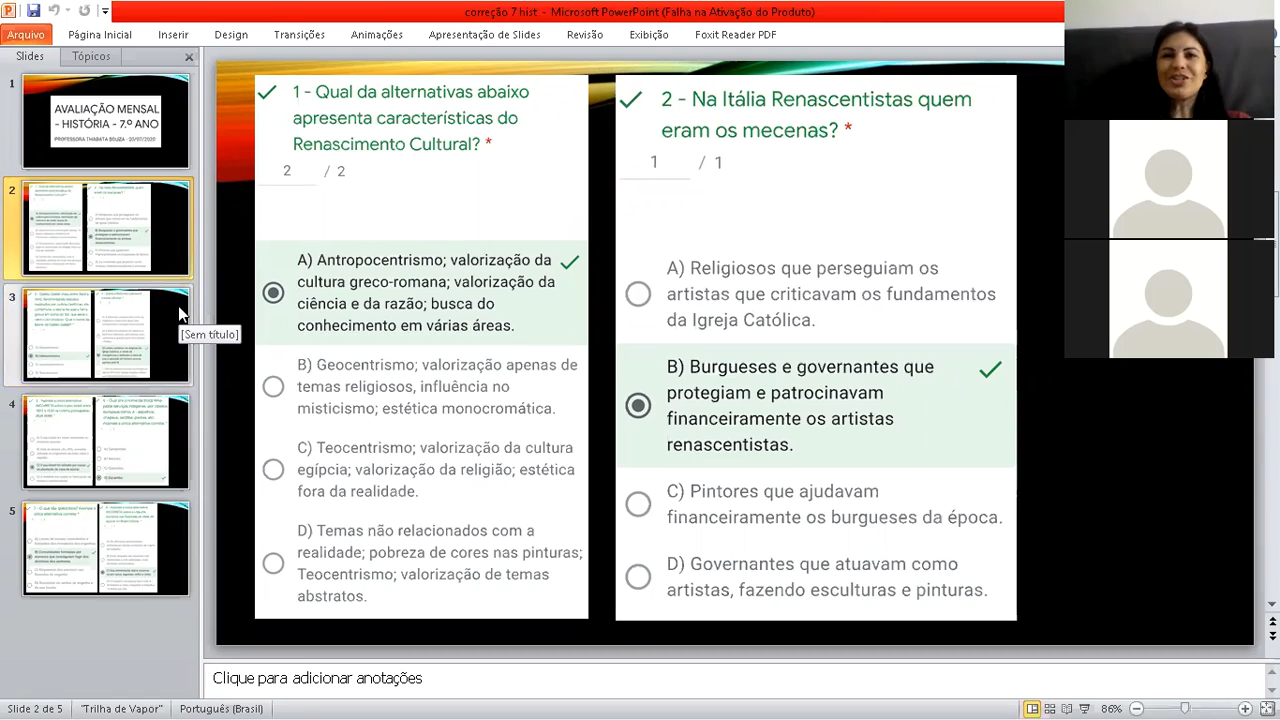 correção 7 hist - Microsoft PowerPoint (Falha na Ativação do Produto)
Arquivo Página Inicial Inserir Design Transições Animações Apresentação de Slides Revisão Exibição Foxit Reader PDF
Slides Tópicos
1
AVALIAÇÃO MENSAL
- HISTÓRIA - 7.º ANO
2
[Sem título]
4
5
1 - Qual da alternativas abaixo
apresenta características do
Renascimento Cultural? *
2 / 2
A) Antropocentrismo; valorização da
cultura greco-romana, valorização da
ciência e da razão; busca do
conhecimento em várias áreas.
B) geocentrismo, valorização apenas de
temas religiosos, influência no
misticismo, estética monocromática.
C) Teocentrismo, valorização da cultura
egípcia, valorização da religião, estética
fora da realidade.
D) Temas não relacionados com a
realidade; pobreza de cores nas pinturas;
Teocentrismo valorização de temas
abstratos.
2 - Na Itália Renascentistas quem
eram os mecenas? *
1 / 1
A) Religiosos que perseguiam os
artistas que criticavam os fundamentos
da Igreja Católica.
B) Burgueses e governantes que
protegiam e patrocinavam
financeiramente os artistas
renascentistas.
C) Pintores que ajudavam
financeiramente os burgueses da época.
D) Governantes que atuavam como
artistas, fazendo esculturas e pinturas.
Clique para adicionar anotações
Slide 2 de 5 "Trilha de Vapor" Português (Brasil) 86%